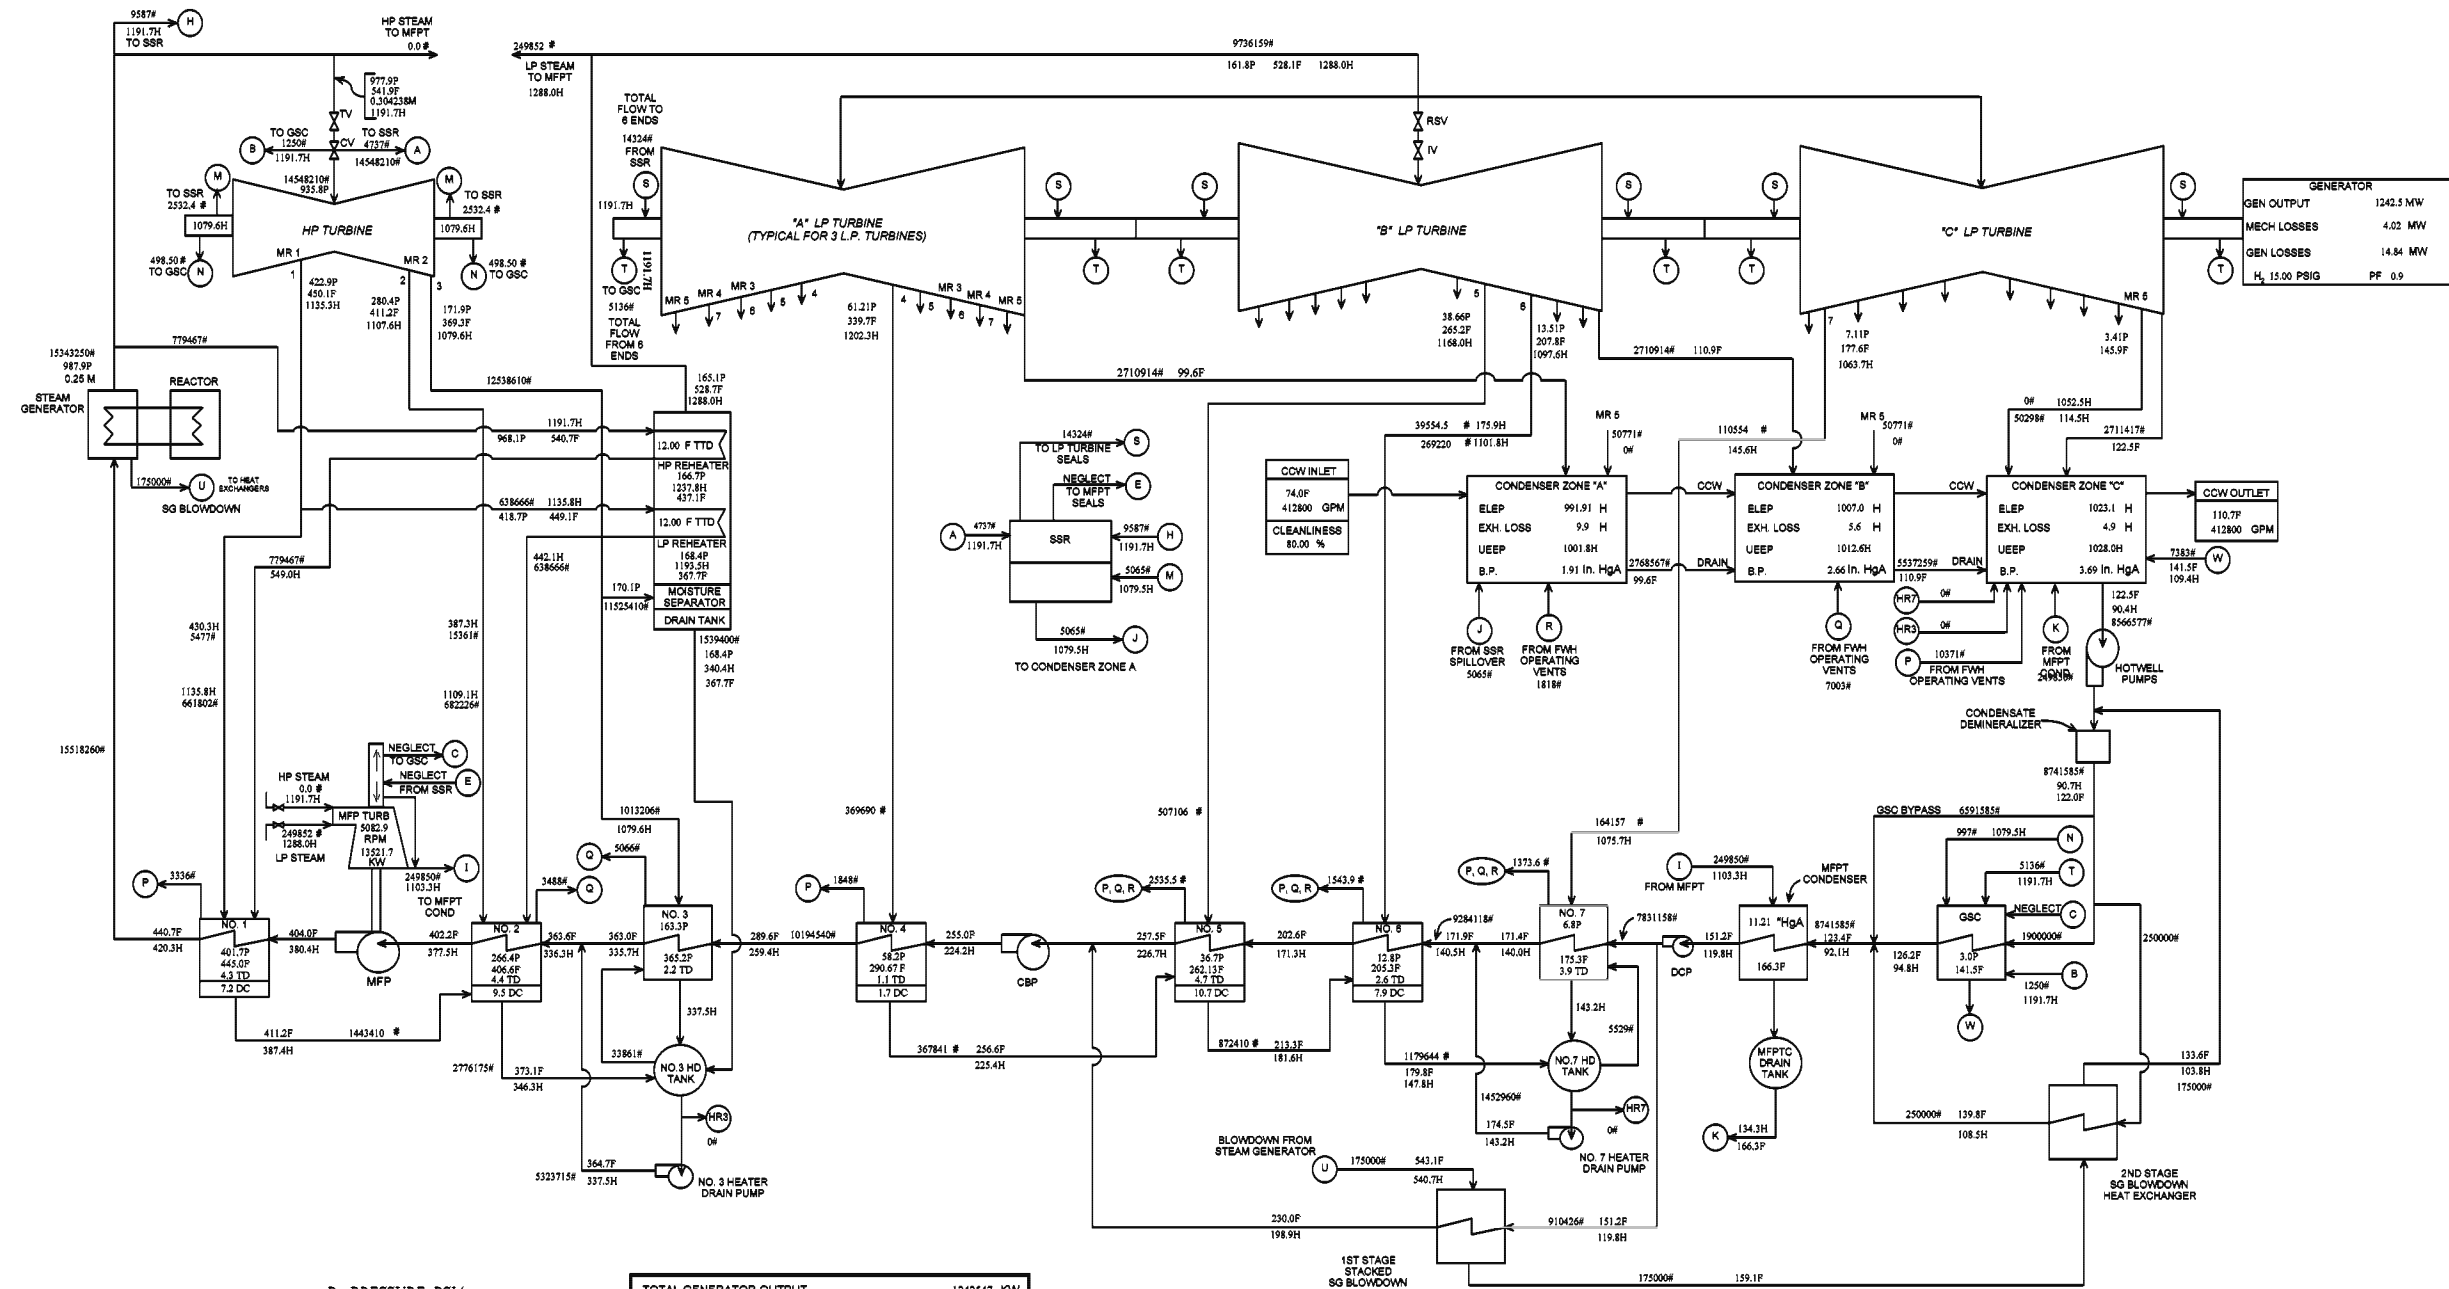 9587#
H
1191.7H
TO SSR
HP STEAM
TO MFPT
0.0 #
977.9P
541.9F
0.304238M
1191.7H
TV
CV
TO GSC
1250#
1191.7H
B
TO SSR
4737#
14548210#
A
14548210#
935.8P
M
TO SSR
2532.4 #
1079.6H
M
TO SSR
2532.4 #
1079.6H
HP TURBINE
498.50 #
TO GSC
N
N
498.50 #
TO GSC
MR 1
1
MR 2
2
3
422.9P
450.1F
1135.3H
280.4P
411.2F
1107.6H
171.9P
369.3F
1079.6H
249852 #
LP STEAM
TO MFPT
1288.0H
9736159#
161.8P 528.1F 1288.0H
RSV
IV
TOTAL
FLOW TO
6 ENDS
14324#
FROM
SSR
S
1191.7H
T
TO GSC
5136#
TOTAL
FLOW
FROM 6
ENDS
1191.7H
"A" LP TURBINE
(TYPICAL FOR 3 L.P. TURBINES)
MR 5 MR 4 MR 3
7 6 5 4
4 5 6 7
MR 3 MR 4 MR 5
61.21P
339.7F
1202.3H
S
S
T
T
"B" LP TURBINE
5
6
38.66P
265.2F
1168.0H
13.51P
207.8F
1097.6H
S
S
T
T
"C" LP TURBINE
7
MR 5
7.11P
177.6F
1063.7H
3.41P
145.9F
S
T
GENERATOR
GEN OUTPUT 1242.5 MW
MECH LOSSES 4.02 MW
GEN LOSSES 14.84 MW
H2 15.00 PSIG PF 0.9
779467#
15343250#
987.9P
0.25 M
STEAM
GENERATOR
REACTOR
175000#
U
TO HEAT
EXCHANGERS
SG BLOWDOWN
12538610#
165.1P
528.7F
1288.0H
1191.7H
968.1P 540.7F
12.00 F TTD
HP REHEATER
166.7P
1237.8H
437.1F
638666# 1135.8H
418.7P 449.1F
12.00 F TTD
LP REHEATER
168.4P
1193.5H
367.7F
MOISTURE
SEPARATOR
DRAIN TANK
779467#
549.0H
442.1H
638666#
170.1P
11525410#
1539400#
168.4P
340.4H
367.7F
430.3H
5477#
387.3H
15361#
1135.8H
661802#
1109.1H
682226#
2710914# 99.6F
2710914# 110.9F
39554.5 # 175.9H
269220 # 1101.8H
110554 #
145.6H
0# 1052.5H
50298# 114.5H
2711417#
122.5F
MR 5
50771#
0#
MR 5
50771#
0#
14324#
TO LP TURBINE
SEALS
S
NEGLECT
TO MFPT
SEALS
E
A
4737#
1191.7H
SSR
9587#
1191.7H
H
5065#
1079.5H
M
5065#
1079.5H
J
TO CONDENSER ZONE A
CCW INLET
74.0F
412800 GPM
CLEANLINESS
80.00 %
CONDENSER ZONE "A"
ELEP 991.91 H
EXH. LOSS 9.9 H
UEEP 1001.8H
B.P. 1.91 In. HgA
CCW
2768567# DRAIN
99.6F
CONDENSER ZONE "B"
ELEP 1007.0 H
EXH. LOSS 5.6 H
UEEP 1012.6H
B.P. 2.66 In. HgA
CCW
5537259# DRAIN
110.9F
CONDENSER ZONE "C"
ELEP 1023.1 H
EXH. LOSS 4.9 H
UEEP 1028.0H
B.P. 3.69 In. HgA
CCW OUTLET
110.7F
412800 GPM
7383#
141.5F
109.4H
W
J
FROM SSR
SPILLOVER
5065#
R
FROM FWH
OPERATING
VENTS
1818#
Q
FROM FWH
OPERATING
VENTS
7003#
HR7
0#
HR3
0#
P
10371#
FROM FWH
OPERATING VENTS
K
FROM
MFPT
COND
249850#
122.5F
90.4H
8566577#
HOTWELL
PUMPS
CONDENSATE
DEMINERALIZER
8741585#
90.7H
122.0F
15518260#
NEGLECT
TO GSC
C
NEGLECT
FROM SSR
E
HP STEAM
0.0 #
1191.7H
249852 #
1288.0H
LP STEAM
MFP TURB
5082.9
RPM
13521.7
KW
249850#
1103.3H
I
TO MFPT
COND
P
3336#
440.7F
420.3H
NO. 1
401.7P
445.0F
4.3 TD
7.2 DC
404.0F
380.4H
MFP
402.2F
377.5H
3488#
Q
NO. 2
266.4P
406.6F
4.4 TD
9.5 DC
363.6F
336.3H
363.0F
335.7H
1013206#
1079.6H
Q
5066#
NO. 3
163.3P
365.2F
2.2 TD
289.6F
259.4H
10194540#
411.2F 1443410 #
387.4H
2776175#
373.1F
346.3H
337.5H
33861#
NO.3 HD
TANK
HR3
0#
364.7F
5323715# 337.5H
NO. 3 HEATER
DRAIN PUMP
369690 #
P
1848#
NO. 4
58.2P
290.67 F
1.1 TD
1.7 DC
255.0F
224.2H
CBP
367841 # 256.6F
225.4H
507106 #
P, Q, R
2535.5 #
257.5F
226.7H
NO. 5
36.7P
262.13F
4.7 TD
10.7 DC
202.6F
171.3H
872410 # 213.3F
181.6H
P, Q, R
1543.9 #
NO. 6
12.8P
205.3F
2.6 TD
7.9 DC
9284118#
171.9F
140.5H
1179644 #
179.8F
147.8H
164157 #
1075.7H
P, Q, R
1373.6 #
171.4F
140.0H
NO. 7
6.8P
175.3F
3.9 TD
7831158#
143.2H
5529#
NO.7 HD
TANK
1452960#
174.5F
143.2H
HR7
0#
NO. 7 HEATER
DRAIN PUMP
DCP
151.2F
119.8H
I
FROM MFPT
249850#
1103.3H
MFPT
CONDENSER
11.21 "HgA
166.3F
8741585#
123.4F
92.1H
MFPTC
DRAIN
TANK
K
134.3H
166.3F
GSC BYPASS 6591585#
997# 1079.5H
N
5136#
1191.7H
T
NEGLECT
C
GSC
3.0P
141.5F
126.2F
94.8H
1900000#
1250#
1191.7H
B
W
250000#
133.6F
103.8H
175000#
250000# 139.8F
108.5H
2ND STAGE
SG BLOWDOWN
HEAT EXCHANGER
BLOWDOWN FROM
STEAM GENERATOR
U
175000# 543.1F
540.7H
230.0F
198.9H
910426# 151.2F
119.8H
1ST STAGE
STACKED
SG BLOWDOWN
175000# 159.1F